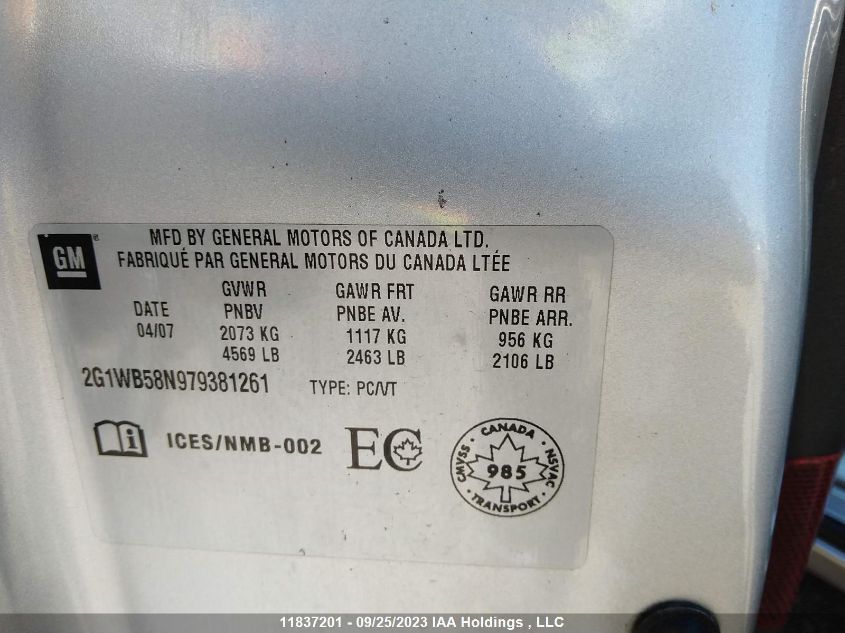 GM
MFD BY GENERAL MOTORS OF CANADA LTD.
FABRIQUÉ PAR GENERAL MOTORS DU CANADA LTÉE
GVWR GAWR FRT GAWR RR
DATE PNBV PNBE AV. PNBE ARR.
04/07 2073 KG 1117 KG 956 KG
4569 LB 2463 LB 2106 LB
2G1WB58N979381261 TYPE: PC/VT
ICES/NMB-002 EC
CANADA
CMVSS 985 NSVAC
TRANSPORT
11837201 - 09/25/2023 IAA Holdings , LLC